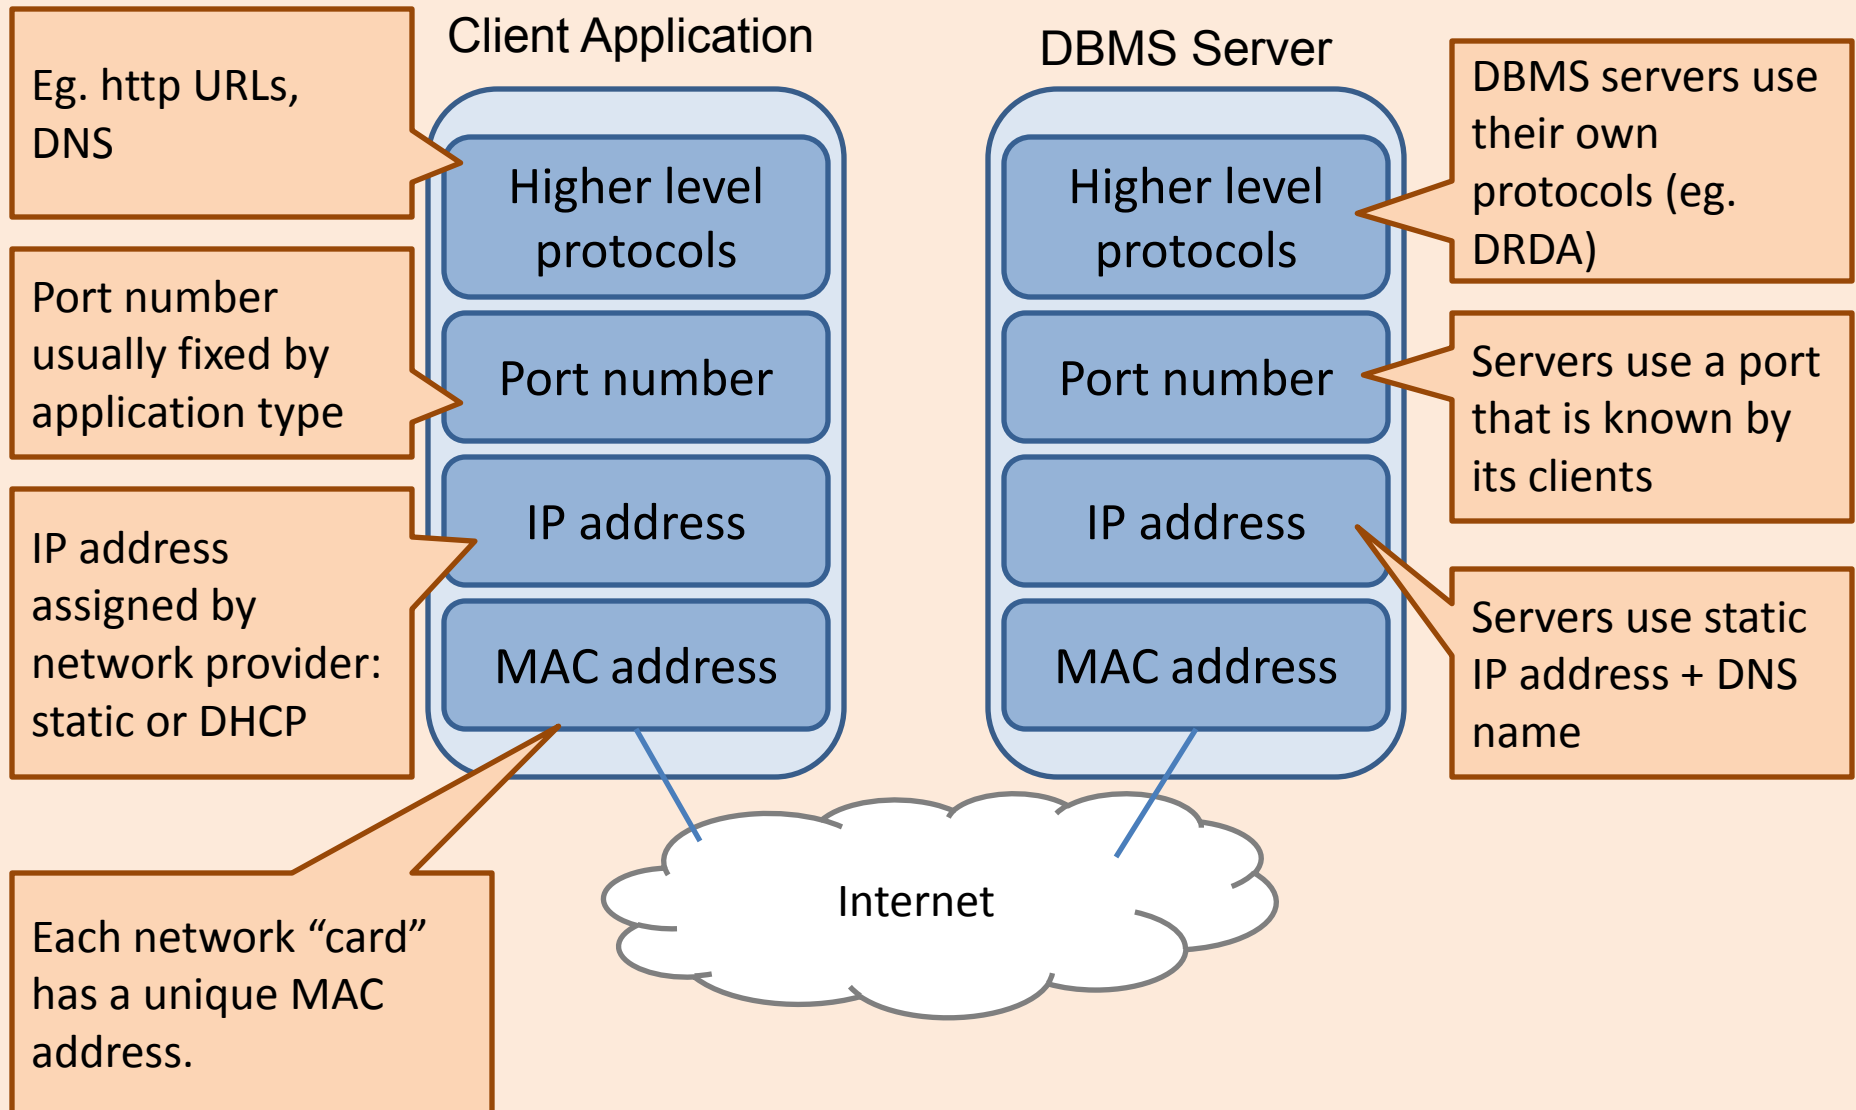 Client Application
DBMS Server
Eg. http URLs,
DNS
Port number
usually fixed by
application type
IP address
assigned by
network provider:
static or DHCP
Each network “card”
has a unique MAC
address.
Higher level
protocols
Port number
IP address
MAC address
Higher level
protocols
Port number
IP address
MAC address
DBMS servers use
their own
protocols (eg.
DRDA)
Servers use a port
that is known by
its clients
Servers use static
IP address + DNS
name
Internet